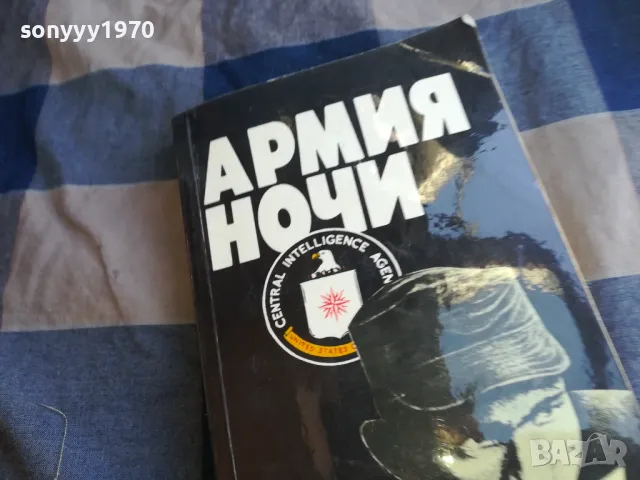 sonyyy1970
АРМИЯ
НОЧИ
CENTRAL INTELLIGENCE AGEN
UNITED STATES
BAZAR